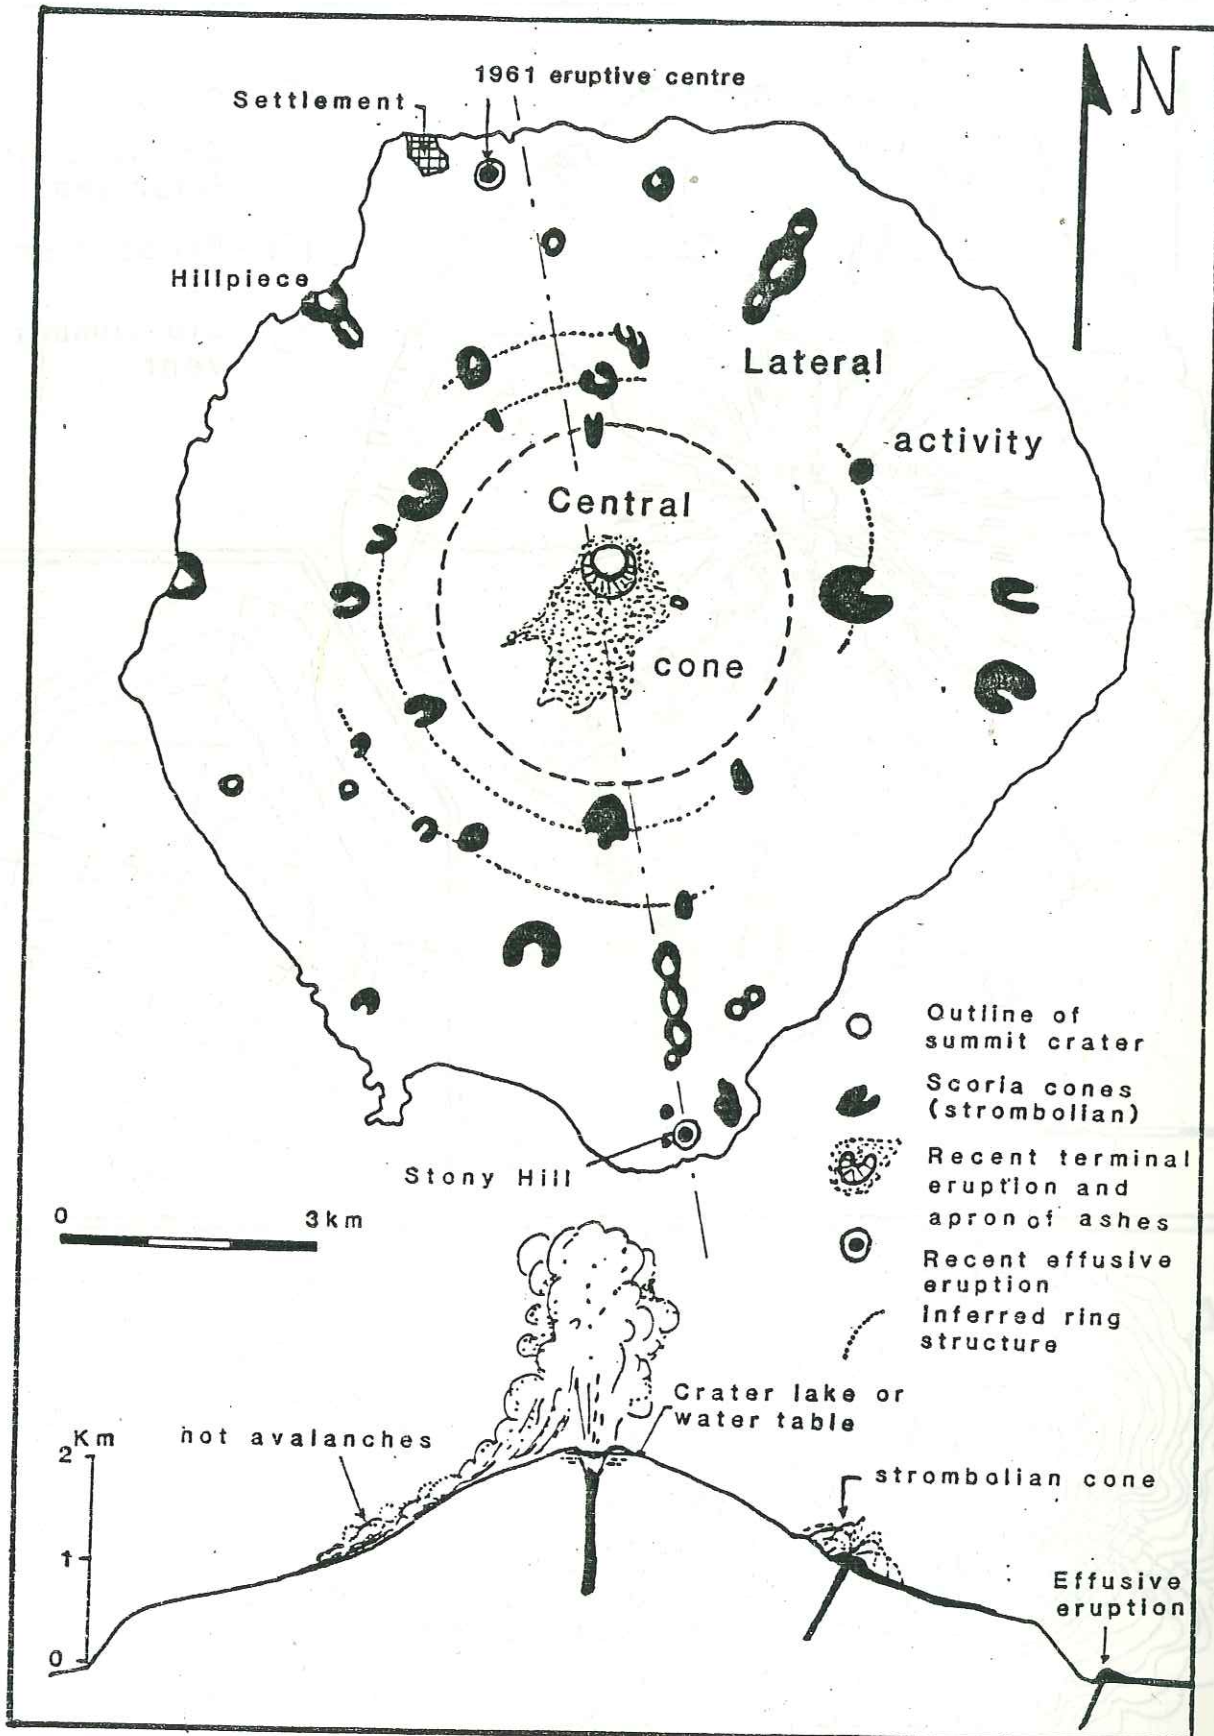 1961 eruptive centre
Settlement
N
Hillpiece
Lateral
activity
Central
cone
Outline of
summit crater
Scoria cones
(strombolian)
Recent terminal
eruption and
apron of ashes
Recent effusive
eruption
Inferred ring
structure
Stony Hill
0 3km
Crater lake or
water table
Km
2
1
0
hot avalanches
strombolian cone
Effusive
eruption